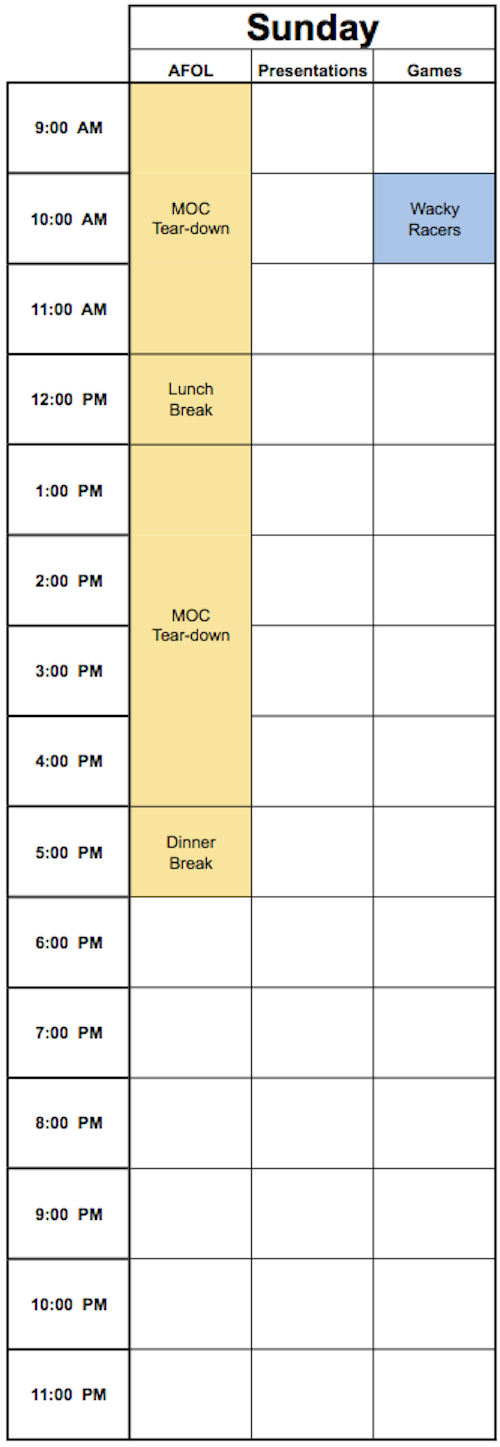 Sunday
AFOL Presentations Games
9:00 AM
10:00 AM
MOC
Tear-down
Wacky
Racers
11:00 AM
12:00 PM
Lunch
Break
1:00 PM
2:00 PM
MOC
Tear-down
3:00 PM
4:00 PM
5:00 PM
Dinner
Break
6:00 PM
7:00 PM
8:00 PM
9:00 PM
10:00 PM
11:00 PM